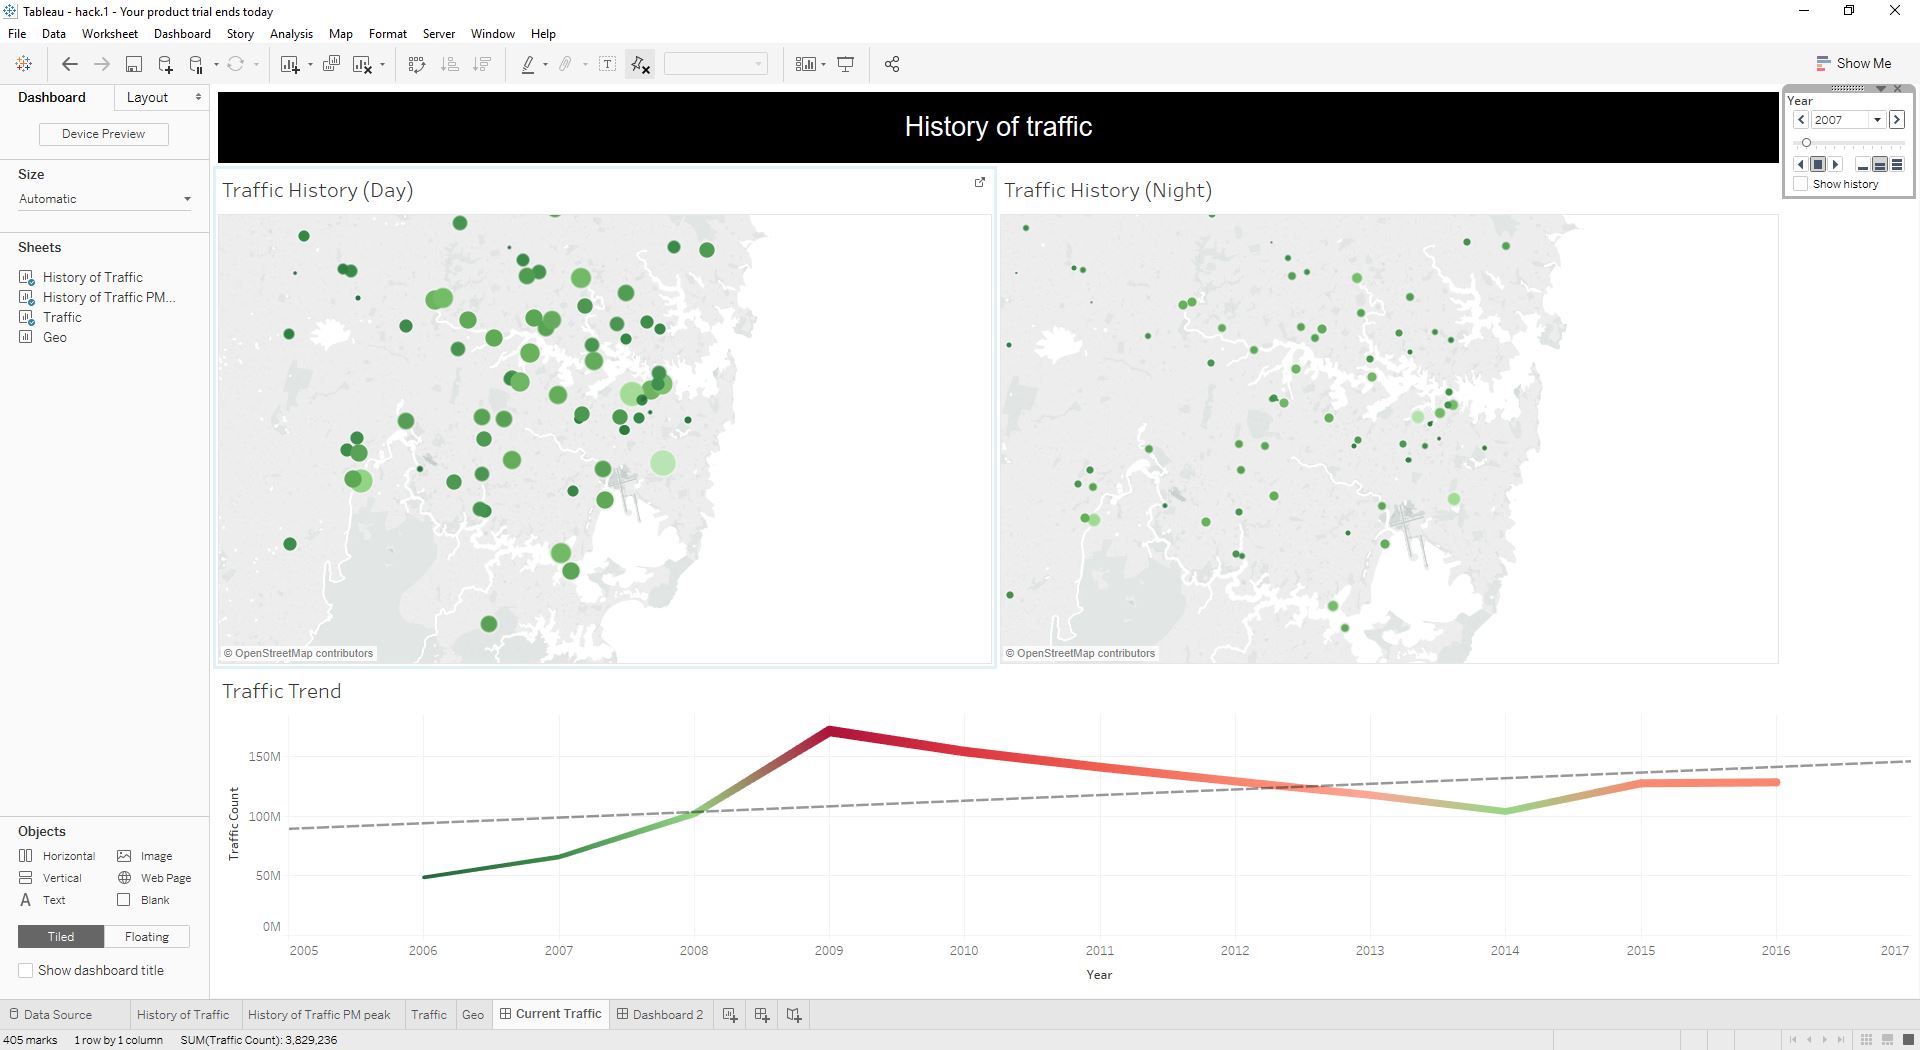 Tableau - hack.1 - Your product trial ends today
File Data Worksheet Dashboard Story Analysis Map Format Server Window Help
Show Me
Dashboard Layout
Device Preview
Size
Automatic
Sheets
History of Traffic
History of Traffic PM...
Traffic
Geo
Objects
Horizontal Image
Vertical Web Page
Text Blank
Tiled Floating
Show dashboard title
History of traffic
Year
2007
Show history
Traffic History (Day)
© OpenStreetMap contributors
Traffic History (Night)
© OpenStreetMap contributors
Traffic Trend
Traffic Count
150M
100M
50M
0M
2005 2006 2007 2008 2009 2010 2011 2012 2013 2014 2015 2016 2017
Year
Data Source History of Traffic History of Traffic PM peak Traffic Geo Current Traffic Dashboard 2
405 marks 1 row by 1 column SUM(Traffic Count): 3,829,236